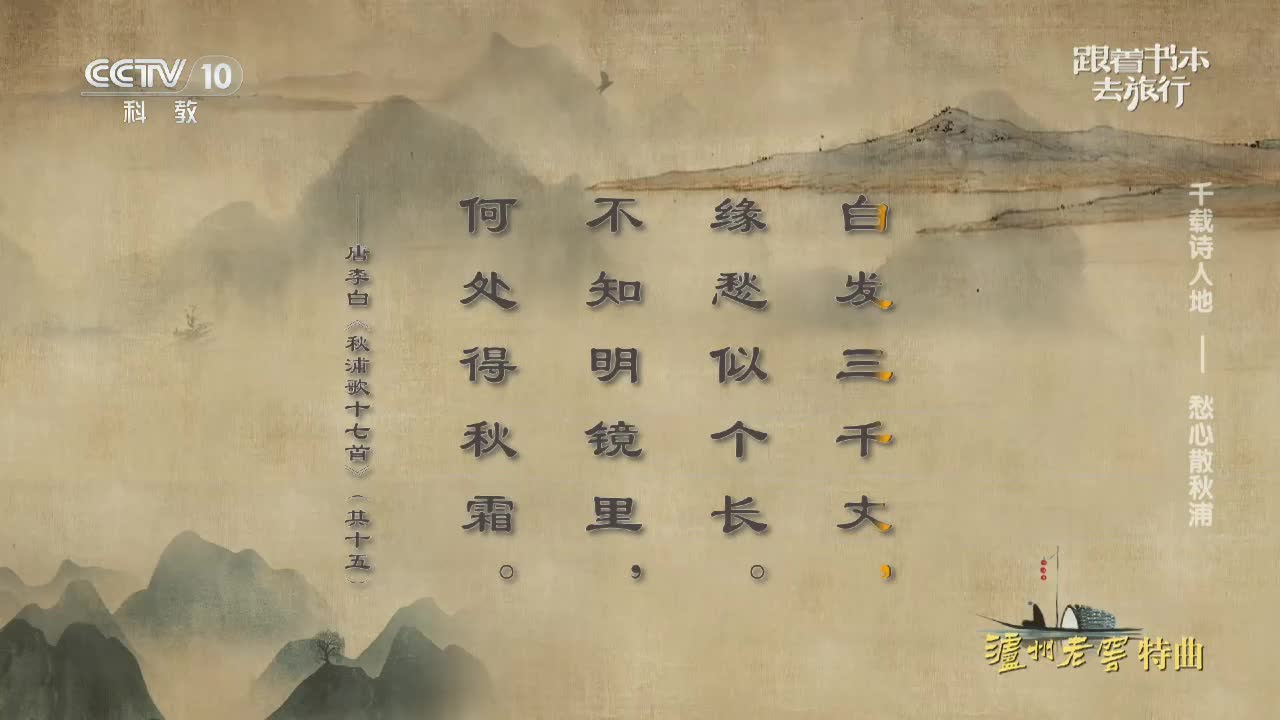 CCTV 10
科教
跟着书本
去旅行
千载诗人地 —— 愁心散秋浦
白发三千丈，
缘愁似个长。
不知明镜里，
何处得秋霜。
——唐李白《秋浦歌十七首》（其十五）
泸州老窖特曲